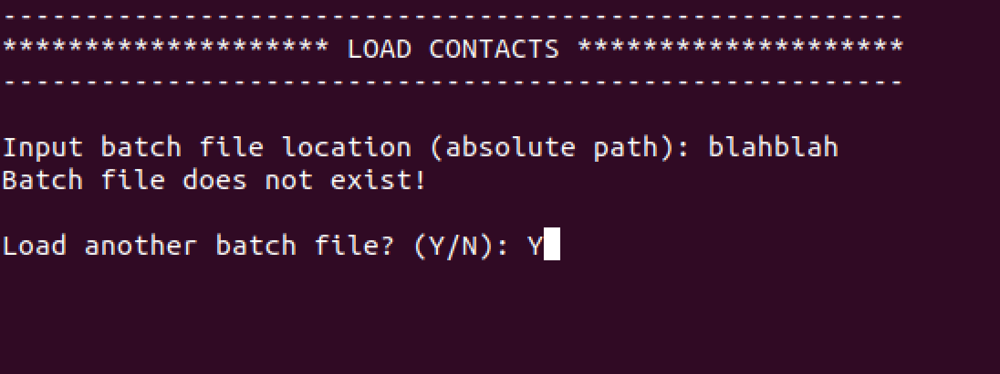 -------------------------------------------------------
******************** LOAD CONTACTS ********************
-------------------------------------------------------
Input batch file location (absolute path): blahblah
Batch file does not exist!
Load another batch file? (Y/N): Y